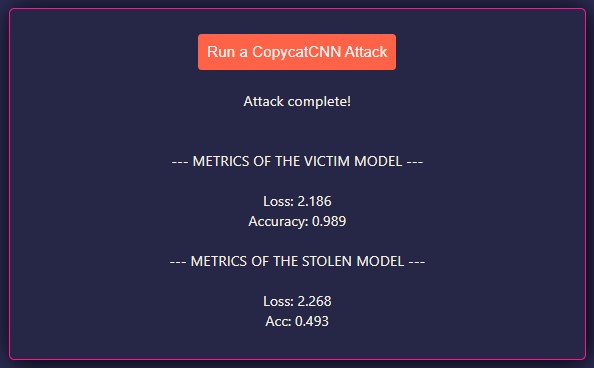 Run a CopycatCNN Attack
Attack complete!
--- METRICS OF THE VICTIM MODEL ---
Loss: 2.186
Accuracy: 0.989
--- METRICS OF THE STOLEN MODEL ---
Loss: 2.268
Acc: 0.493